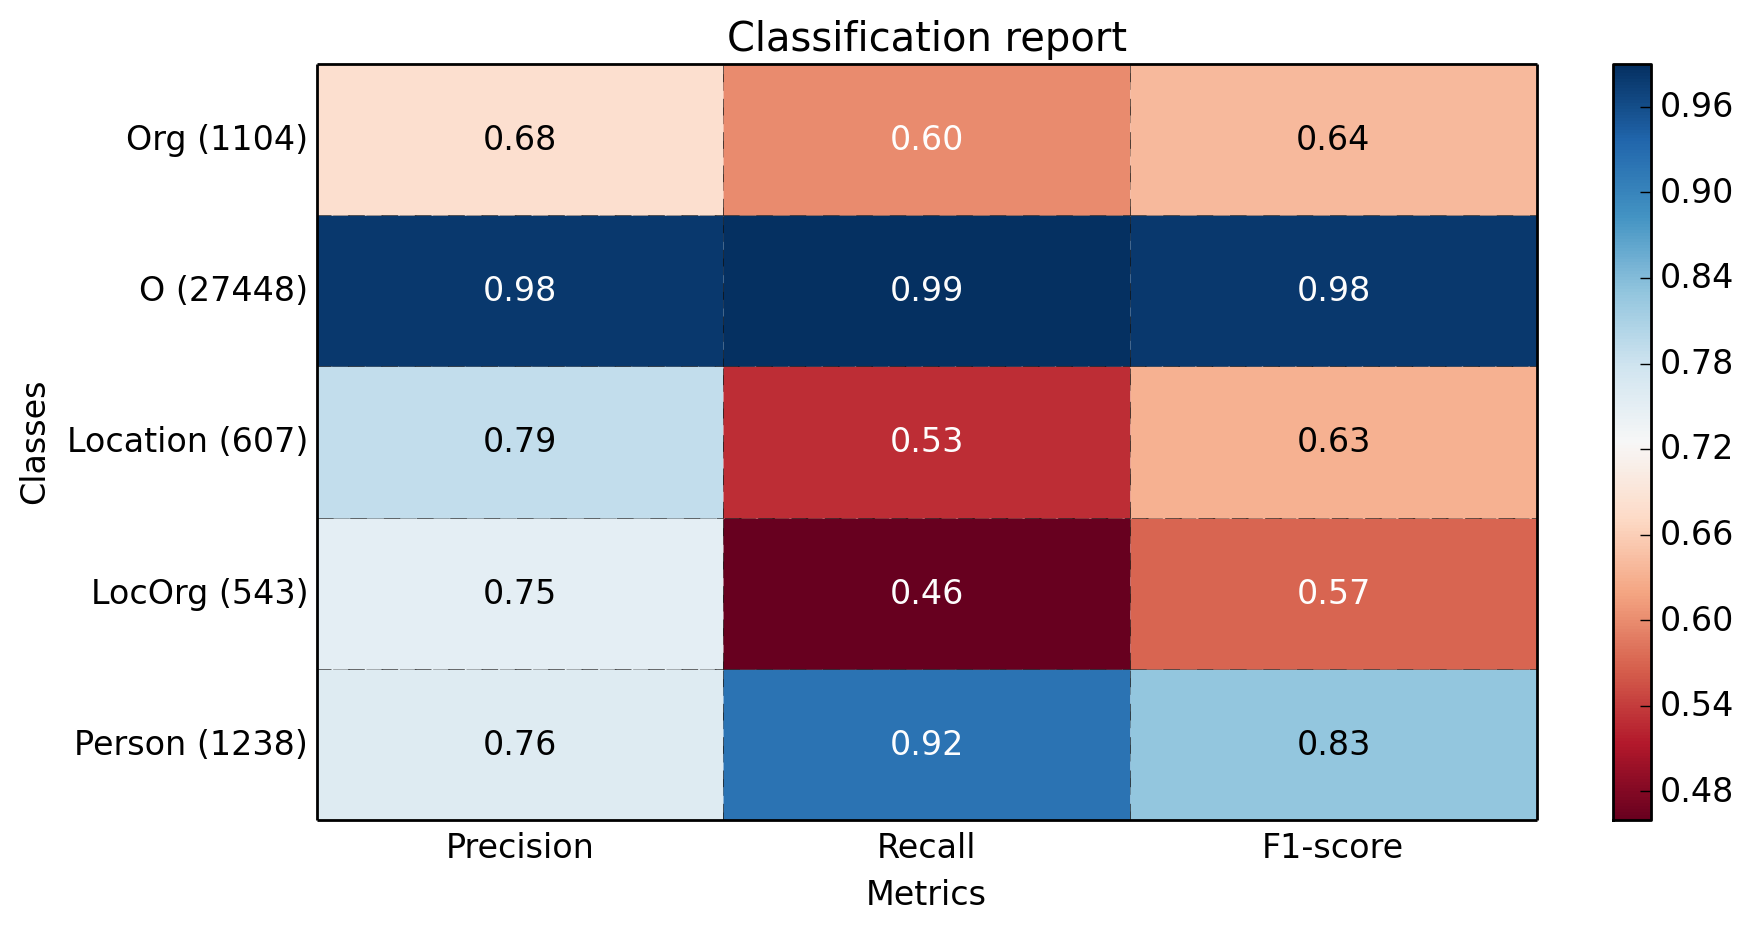 Classification report
Org (1104) 0.68 0.60 0.64
O (27448) 0.98 0.99 0.98
Location (607) 0.79 0.53 0.63
LocOrg (543) 0.75 0.46 0.57
Person (1238) 0.76 0.92 0.83
Precision Recall F1-score
Metrics
Classes
0.96
0.90
0.84
0.78
0.72
0.66
0.60
0.54
0.48